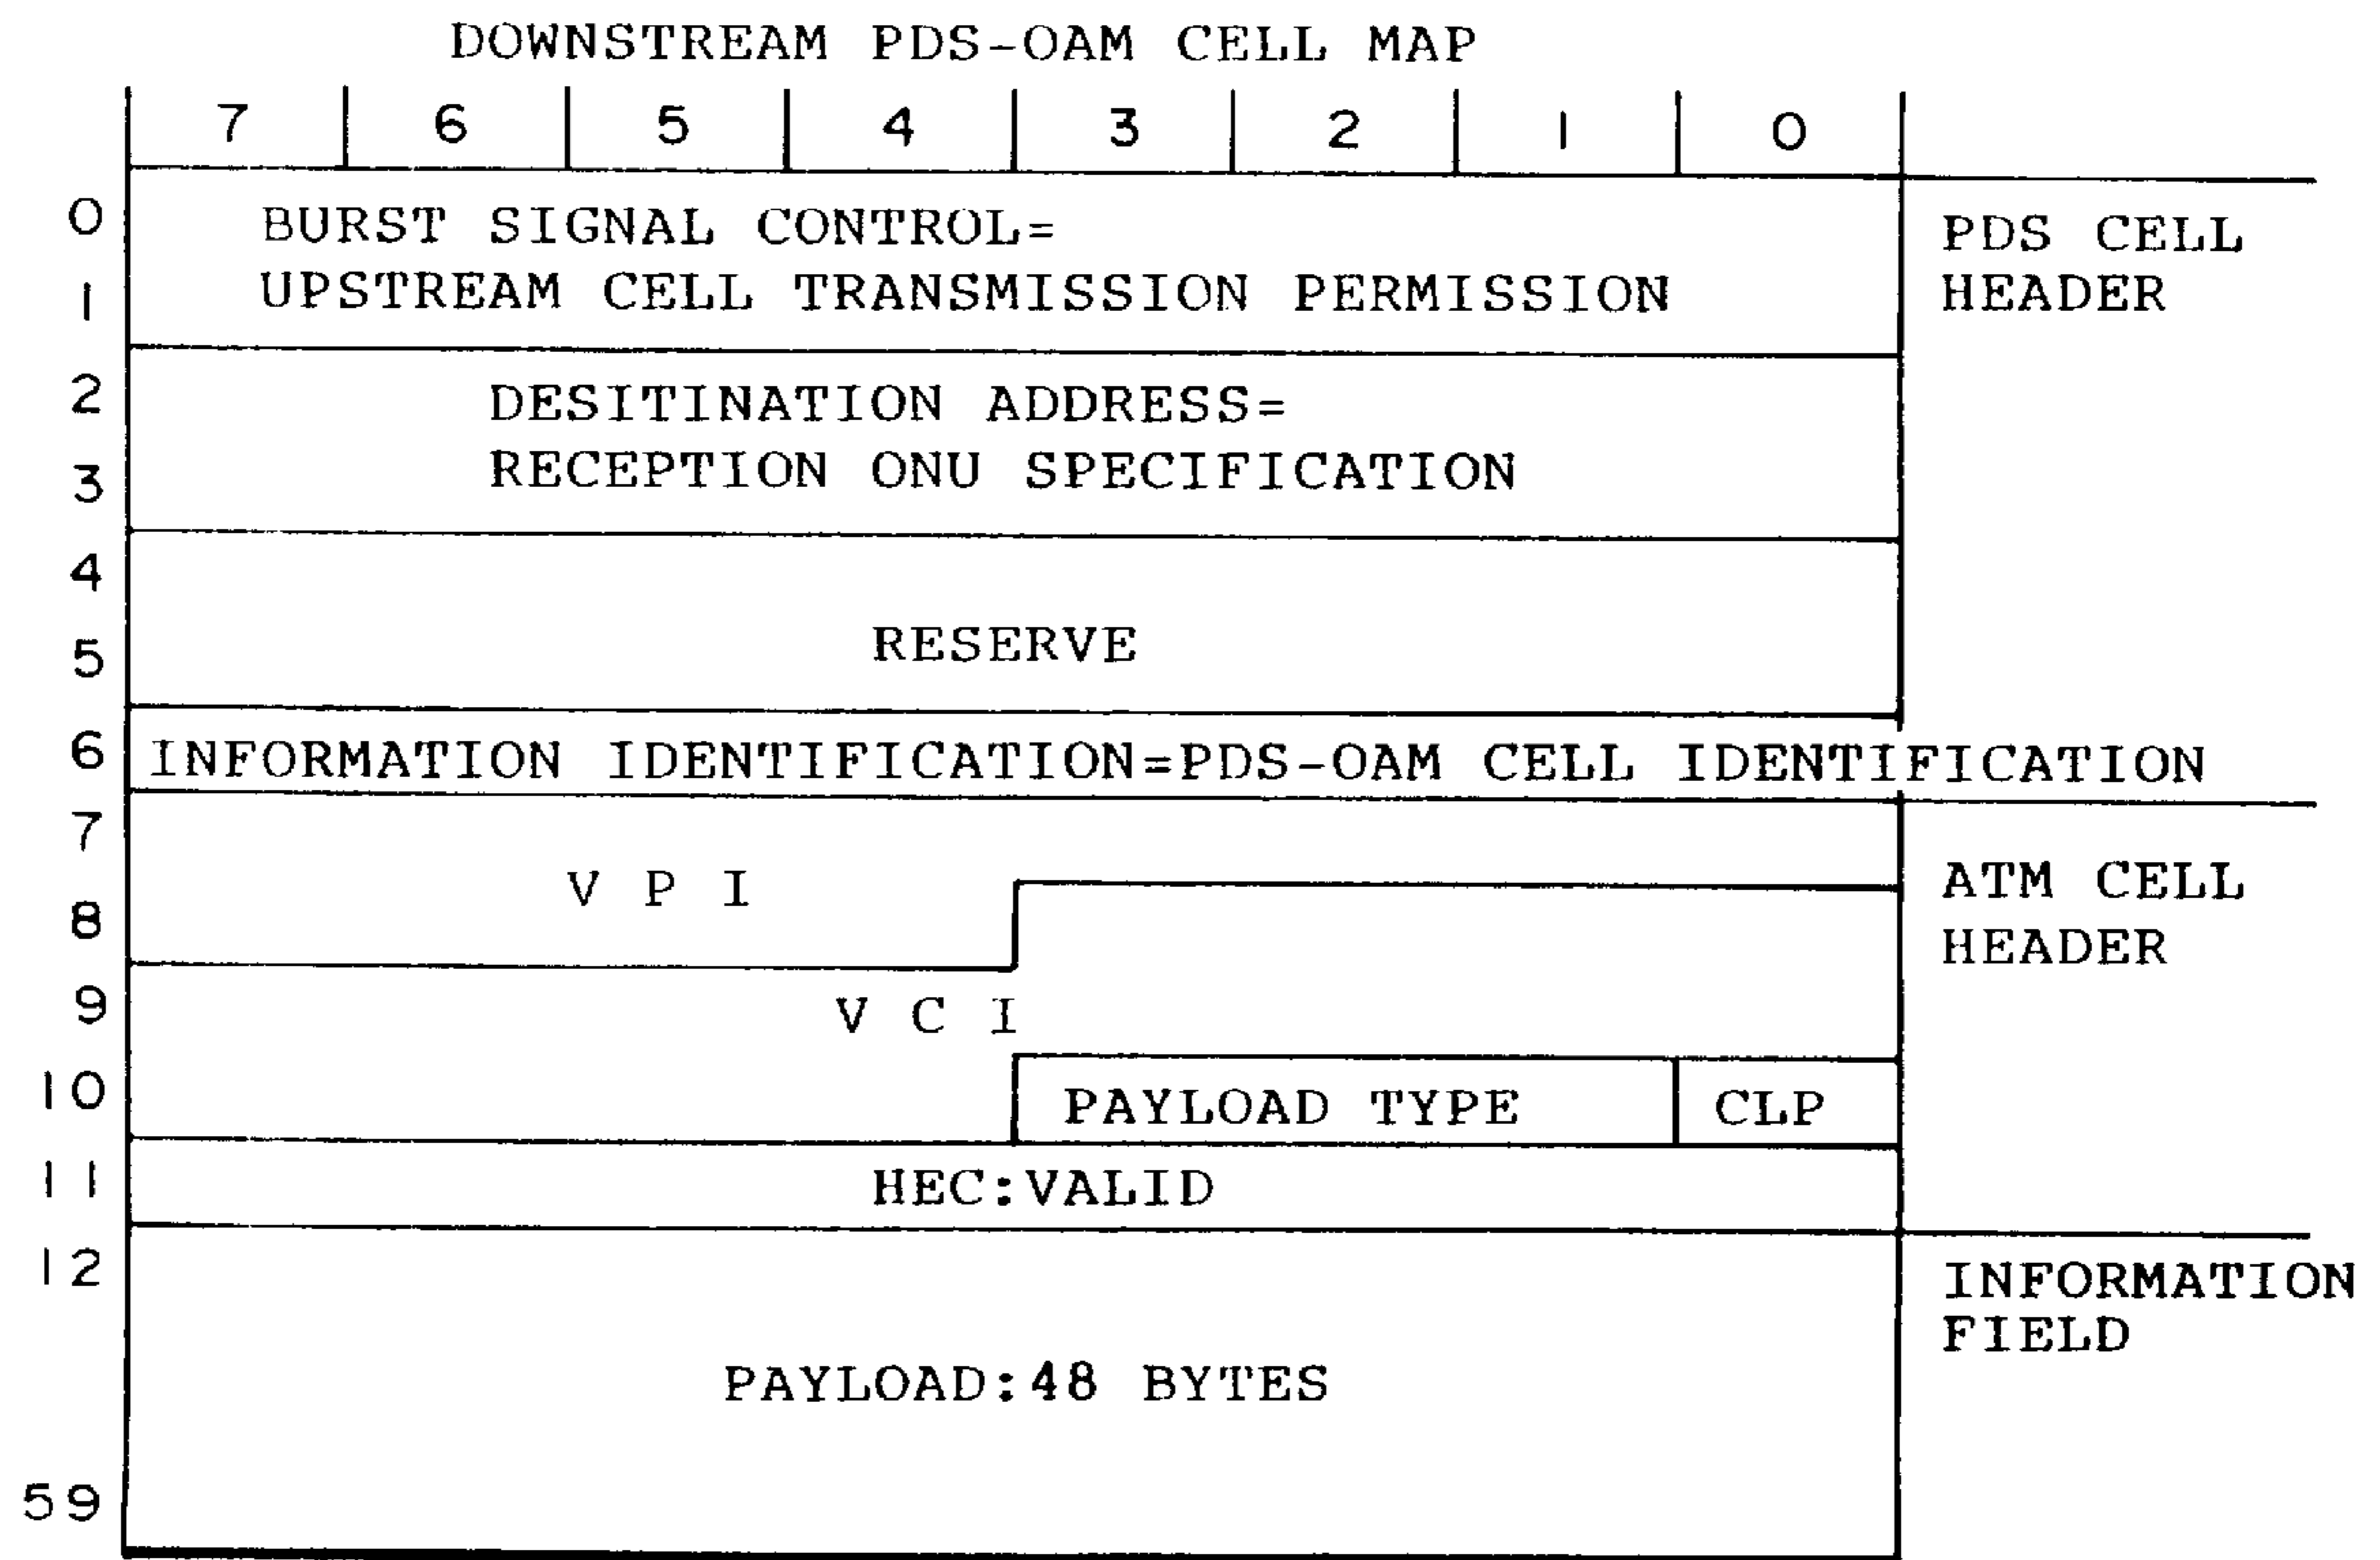 DOWNSTREAM PDS-OAM CELL MAP
7 6 5 4 3 2 1 0
0 BURST SIGNAL CONTROL= PDS CELL
1 UPSTREAM CELL TRANSMISSION PERMISSION HEADER
2 DESITINATION ADDRESS=
3 RECEPTION ONU SPECIFICATION
4
5 RESERVE
6 INFORMATION IDENTIFICATION=PDS-OAM CELL IDENTIFICATION
7
8 V P I ATM CELL
HEADER
9 V C I
10 PAYLOAD TYPE CLP
11 HEC:VALID
12 INFORMATION
FIELD
PAYLOAD:48 BYTES
59